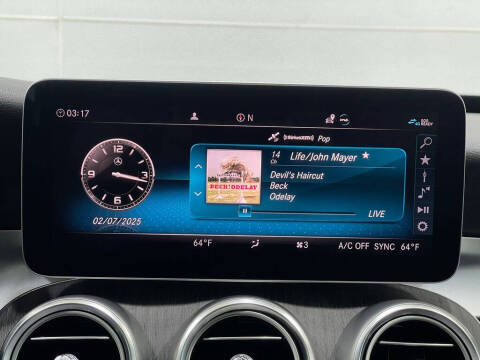 03:17
N
SiriusXM Pop
14 CH Life/John Mayer
Devil's Haircut
Beck
Odelay
BECK! ODELAY
LIVE
02/07/2025
64°F
3
A/C OFF SYNC 64°F
READY